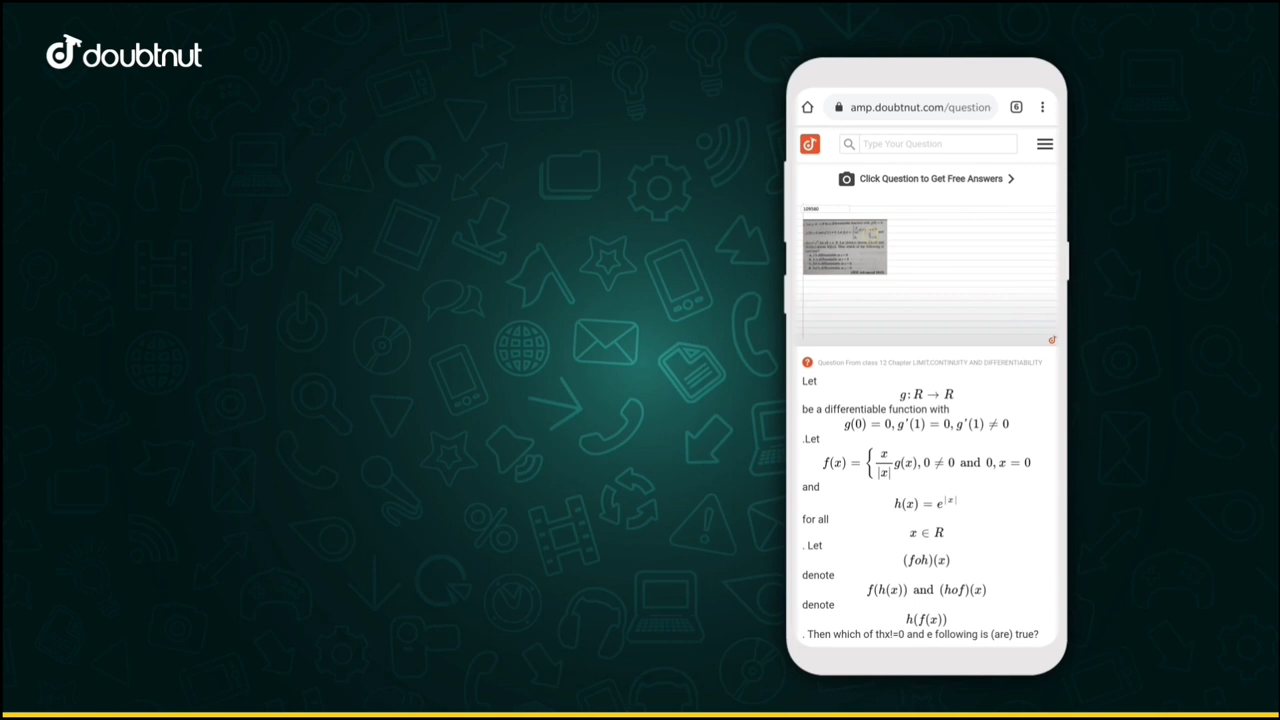 doubtnut
amp.doubtnut.com/question
6
Type Your Question
Click Question to Get Free Answers
109580
Question From class 12 Chapter LIMIT,CONTINUITY AND DIFFERENTIABILITY
Let
g: R → R
be a differentiable function with
g(0) = 0, g'(1) = 0, g'(1) ≠ 0
.Let
f(x) = { x/|x| g(x), 0 ≠ 0 and 0, x = 0
and
h(x) = e^|x|
for all
x ∈ R
. Let
(foh)(x)
denote
f(h(x)) and (hof)(x)
denote
h(f(x))
. Then which of thx!=0 and e following is (are) true?